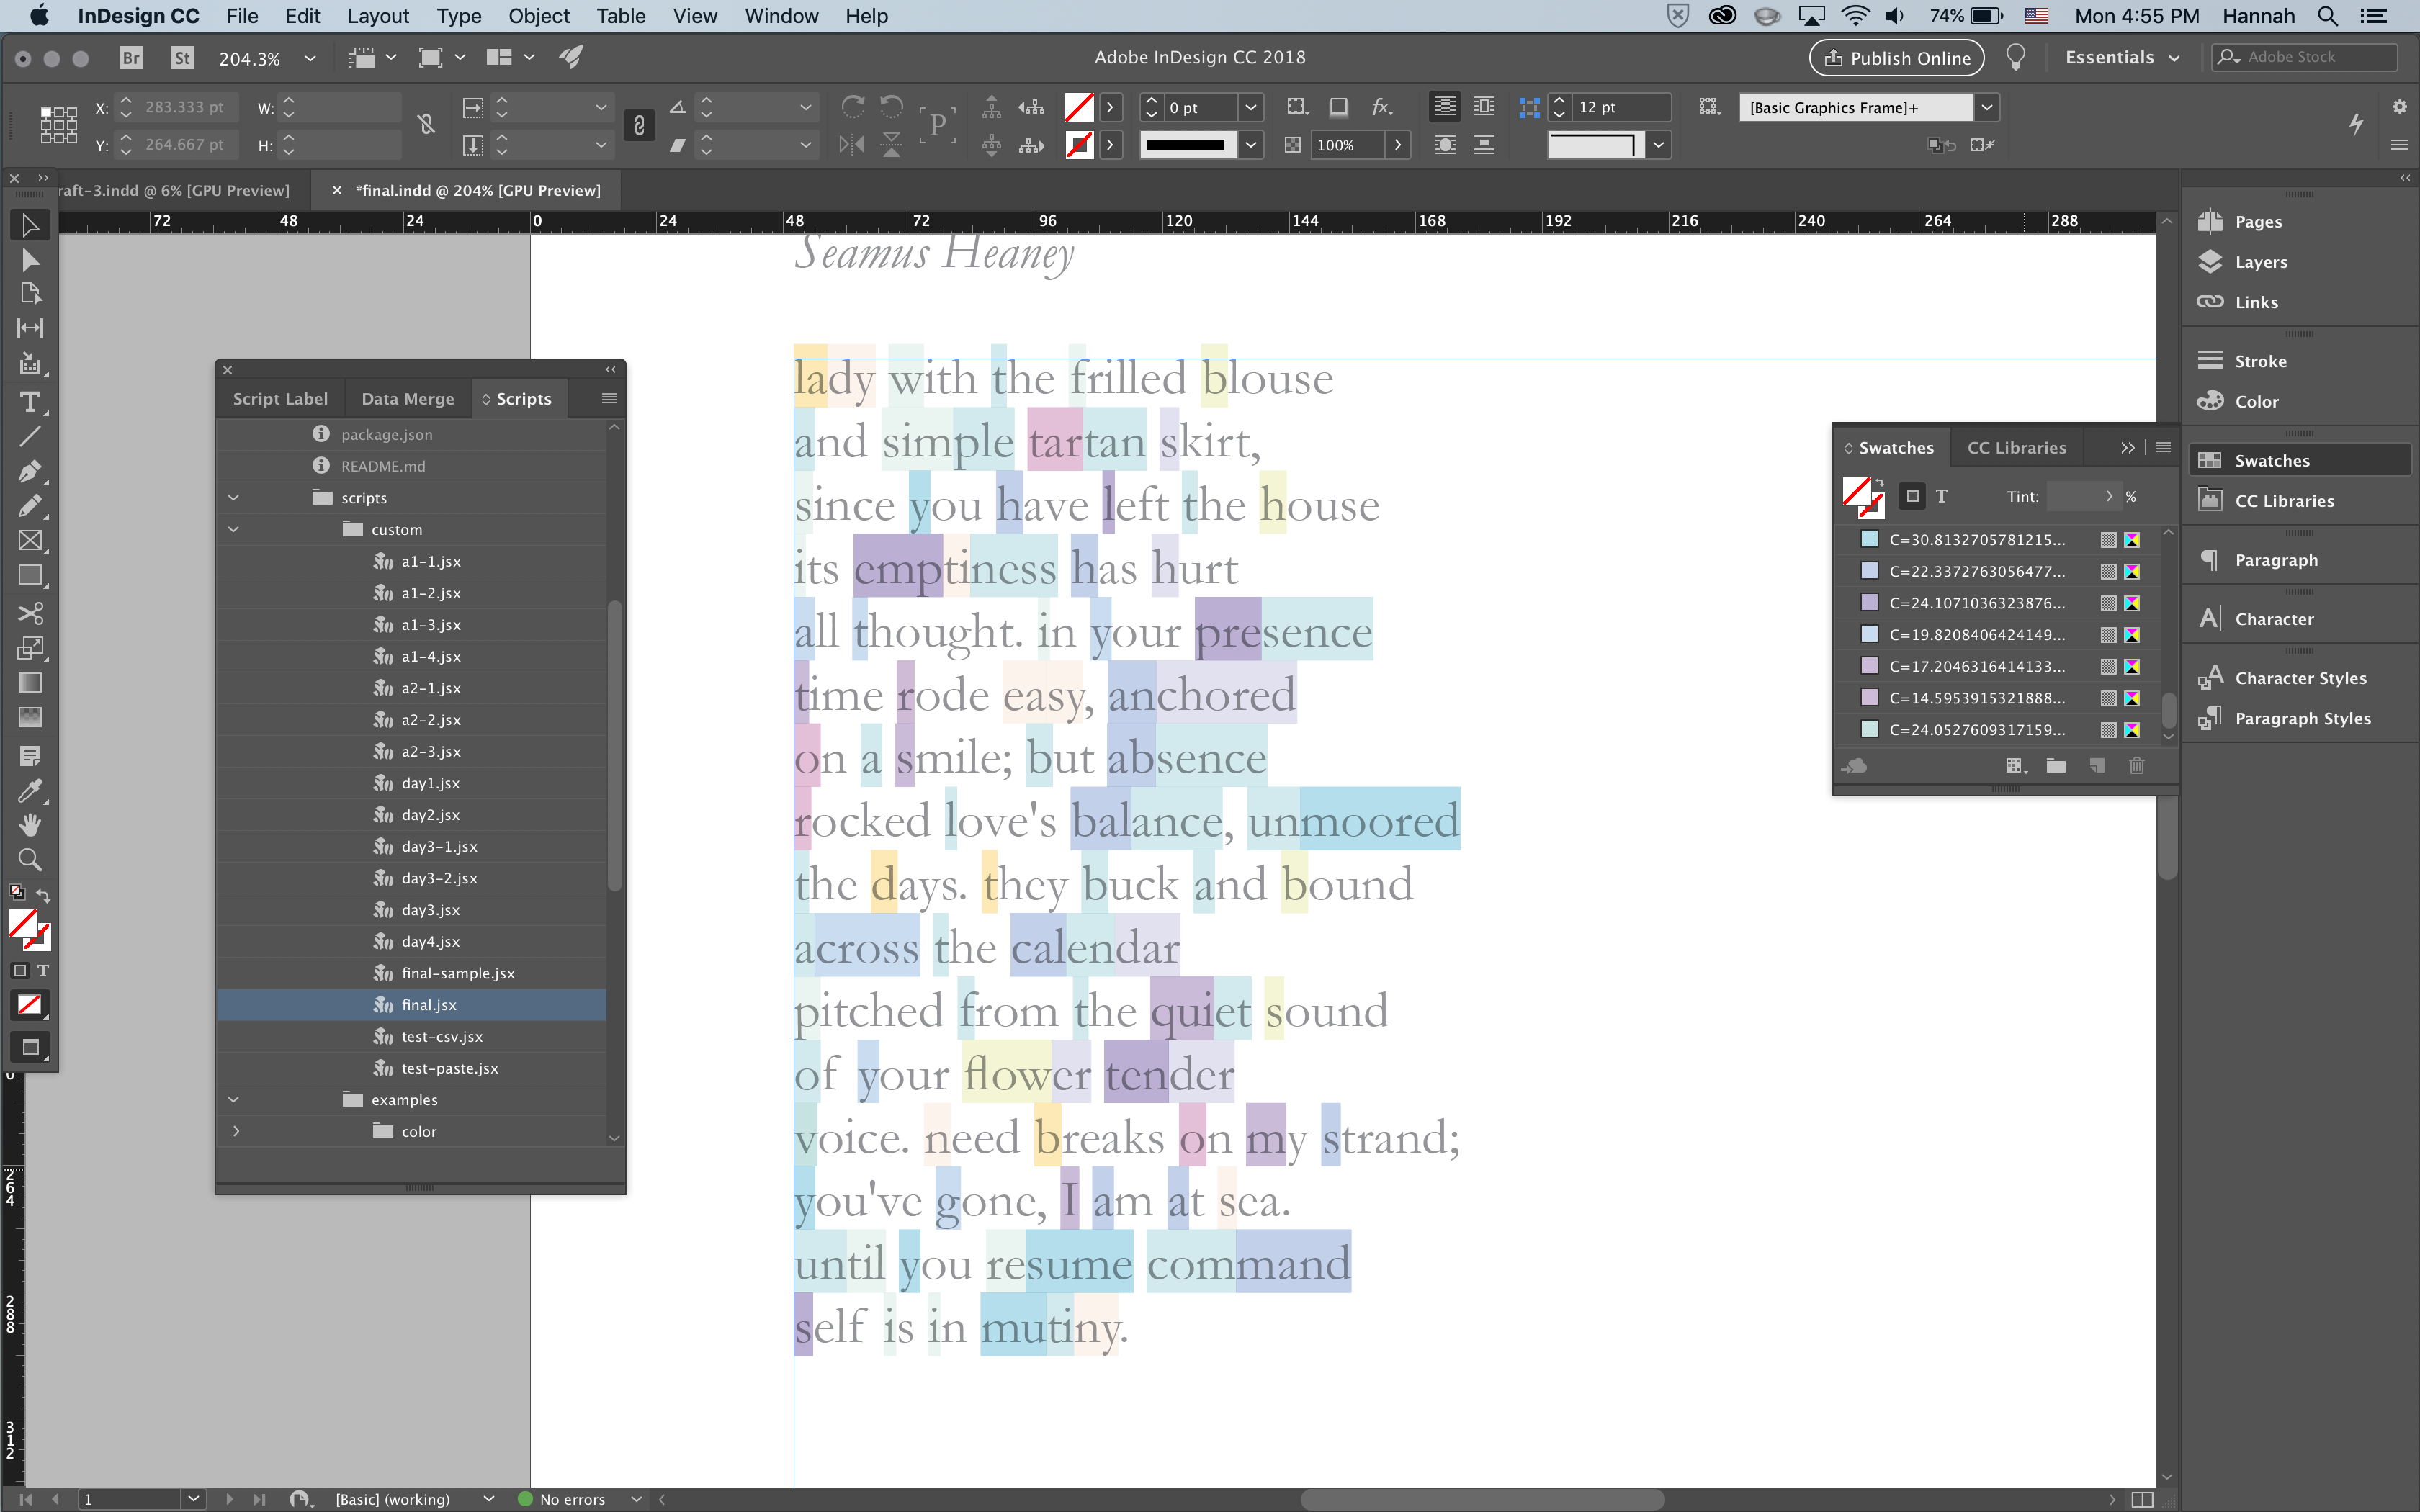 InDesign CC File Edit Layout Type Object Table View Window Help 74% Mon 4:55 PM Hannah
Br St 204.3% Adobe InDesign CC 2018 Publish Online Essentials Adobe Stock
X: 283.333 pt W: 0 pt fx. 12 pt [Basic Graphics Frame]+
Y: 264.667 pt H: P 100%
raft-3.indd @ 6% [GPU Preview] × *final.indd @ 204% [GPU Preview]
72 48 24 0 24 48 72 96 120 144 168 192 216 240 264 288
Seamus Heaney
lady with the frilled blouse
and simple tartan skirt,
since you have left the house
its emptiness has hurt
all thought. in your presence
time rode easy, anchored
on a smile; but absence
rocked love's balance, unmoored
the days. they buck and bound
across the calendar
pitched from the quiet sound
of your flower tender
voice. need breaks on my strand;
you've gone, I am at sea.
until you resume command
self is in mutiny.
Script Label Data Merge Scripts
package.json
README.md
scripts
custom
a1-1.jsx
a1-2.jsx
a1-3.jsx
a1-4.jsx
a2-1.jsx
a2-2.jsx
a2-3.jsx
day1.jsx
day2.jsx
day3-1.jsx
day3-2.jsx
day3.jsx
day4.jsx
final-sample.jsx
final.jsx
test-csv.jsx
test-paste.jsx
examples
color
Swatches CC Libraries
T Tint: %
C=30.8132705781215...
C=22.3372763056477...
C=24.1071036323876...
C=19.8208406424149...
C=17.2046316414133...
C=14.5953915321888...
C=24.0527609317159...
Pages
Layers
Links
Stroke
Color
Swatches
CC Libraries
Paragraph
Character
Character Styles
Paragraph Styles
T
T
0
264
288
312
1 [Basic] (working) No errors